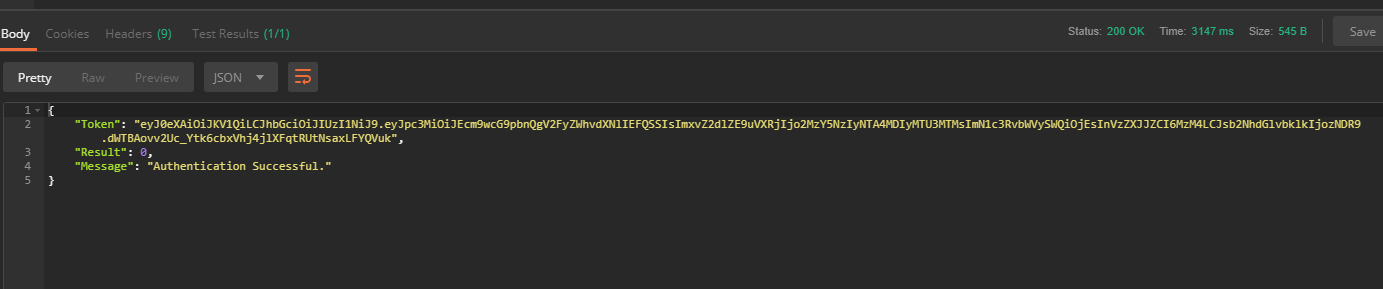 Body Cookies Headers (9) Test Results (1/1) Status: 200 OK Time: 3147 ms Size: 545 B Save
Pretty Raw Preview JSON
1 {
2 "Token": "eyJ0eXAiOiJKV1QiLCJhbGciOiJIUzI1NiJ9.eyJpc3MiOiJEcm9wcG9pbnQgV2FyZWhvdXNlIEFQSSIsImxvZ2dlZE9uVXRjIjo2MzY5NzIyNTA4MDIyMTU3MTMsImN1c3RvbWVySWQiOjEsInVzZXJJZCI6MzM4LCJsb2NhdGlvbklkIjozNDR9
.dWTBAovv2Uc_Ytk6cbxVhj4jlXFqtRUtNsaxLFYQVuk",
3 "Result": 0,
4 "Message": "Authentication Successful."
5 }